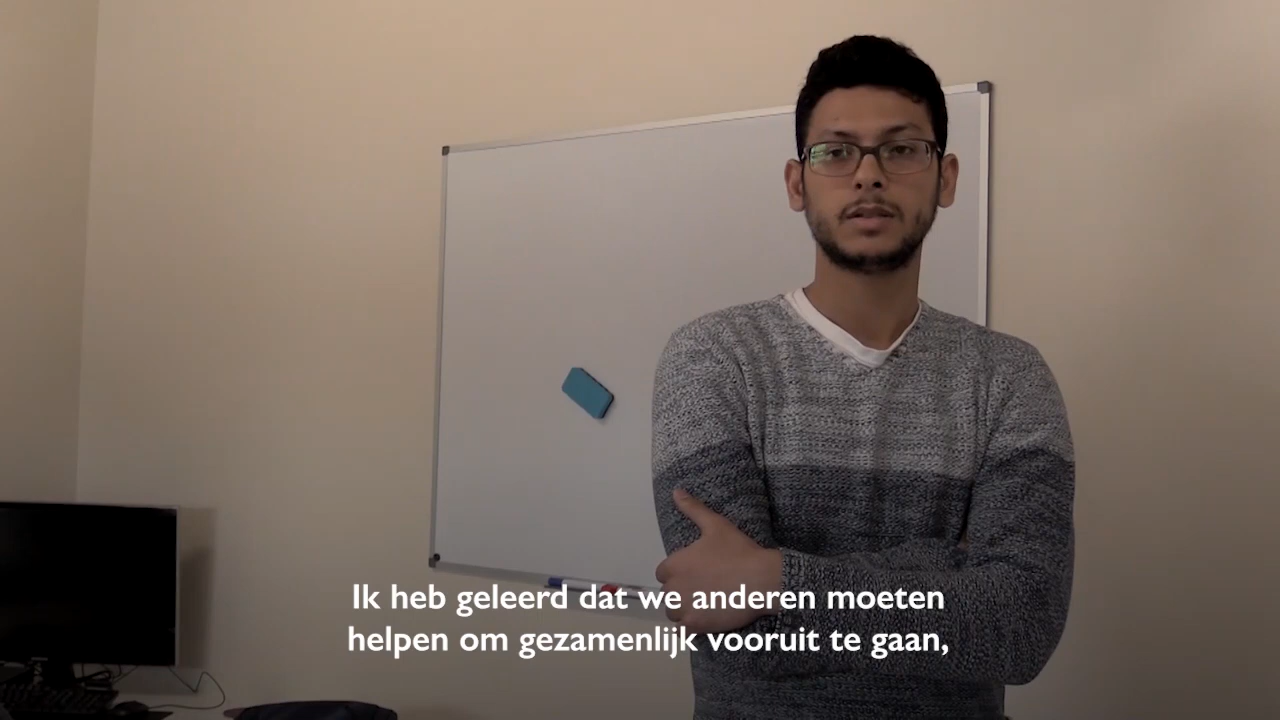 Ik heb geleerd dat we anderen moeten
helpen om gezamenlijk vooruit te gaan,